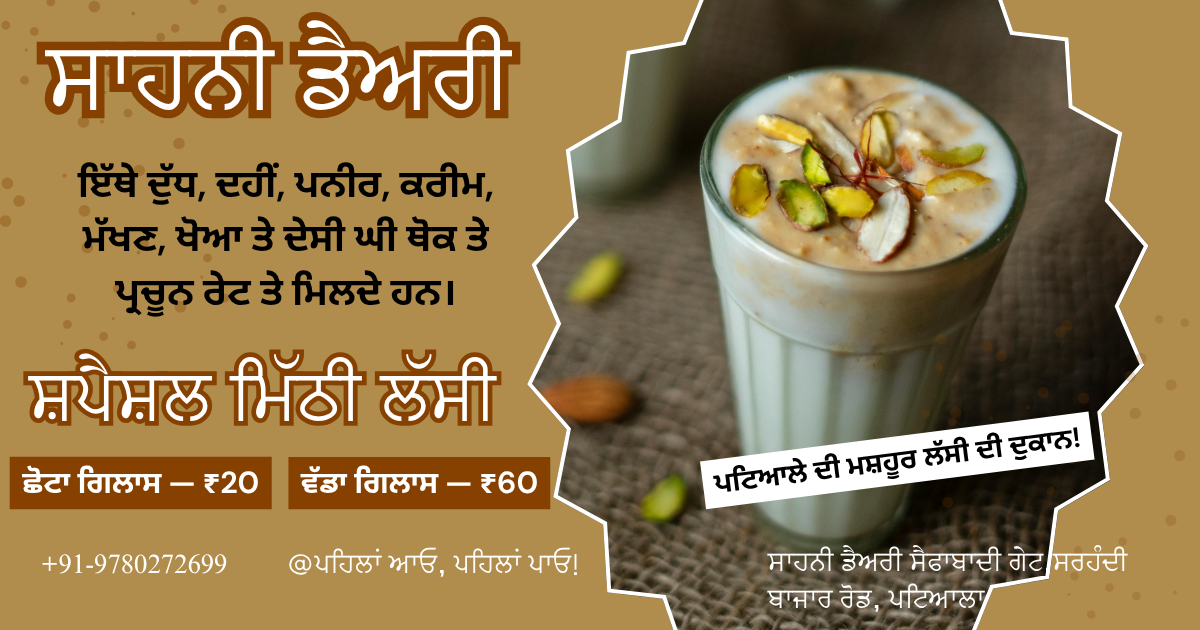 ਸਾਹਨੀ ਡੈਅਰੀ
ਇੱਥੇ ਦੁੱਧ, ਦਹੀਂ, ਪਨੀਰ, ਕਰੀਮ,
ਮੱਖਣ, ਖੋਆ ਤੇ ਦੇਸੀ ਘੀ ਥੋਕ ਤੇ
ਪ੍ਰਚੂਨ ਰੇਟ ਤੇ ਮਿਲਦੇ ਹਨ।
ਸ਼ਪੈਸ਼ਲ ਮਿੱਠੀ ਲੱਸੀ
ਛੋਟਾ ਗਿਲਾਸ — ₹20
ਵੱਡਾ ਗਿਲਾਸ — ₹60
ਪਟਿਆਲੇ ਦੀ ਮਸ਼ਹੂਰ ਲੱਸੀ ਦੀ ਦੁਕਾਨ!
+91-9780272699
@ਪਹਿਲਾਂ ਆਓ, ਪਹਿਲਾਂ ਪਾਓ!
ਸਾਹਨੀ ਡੈਅਰੀ ਸੈਫਾਬਾਦੀ ਗੇਟ ਸਰਹੰਦੀ
ਬਾਜਾਰ ਰੋਡ, ਪਟਿਆਲਾ